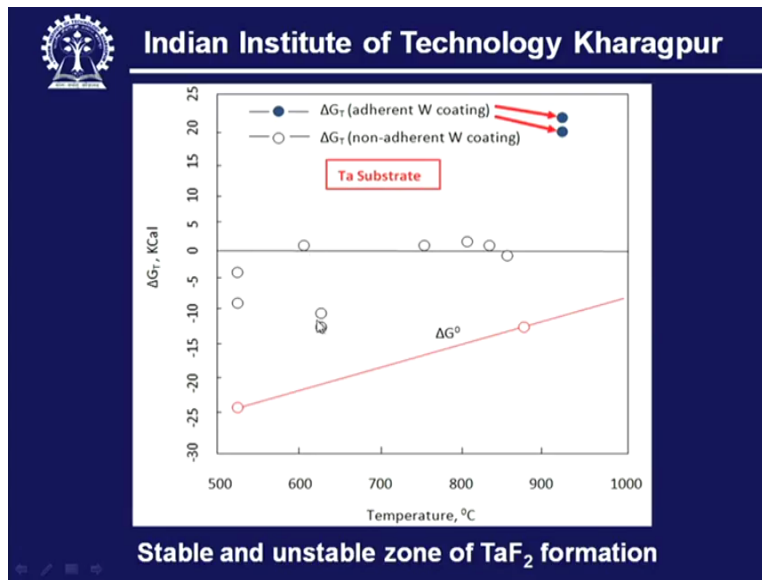 Indian Institute of Technology Kharagpur
ΔG_T (adherent W coating)
ΔG_T (non-adherent W coating)
Ta Substrate
ΔG_T, KCal
25
20
15
10
5
0
-5
-10
-15
-20
-25
-30
ΔG⁰
500 600 700 800 900 1000
Temperature, ⁰C
Stable and unstable zone of TaF₂ formation